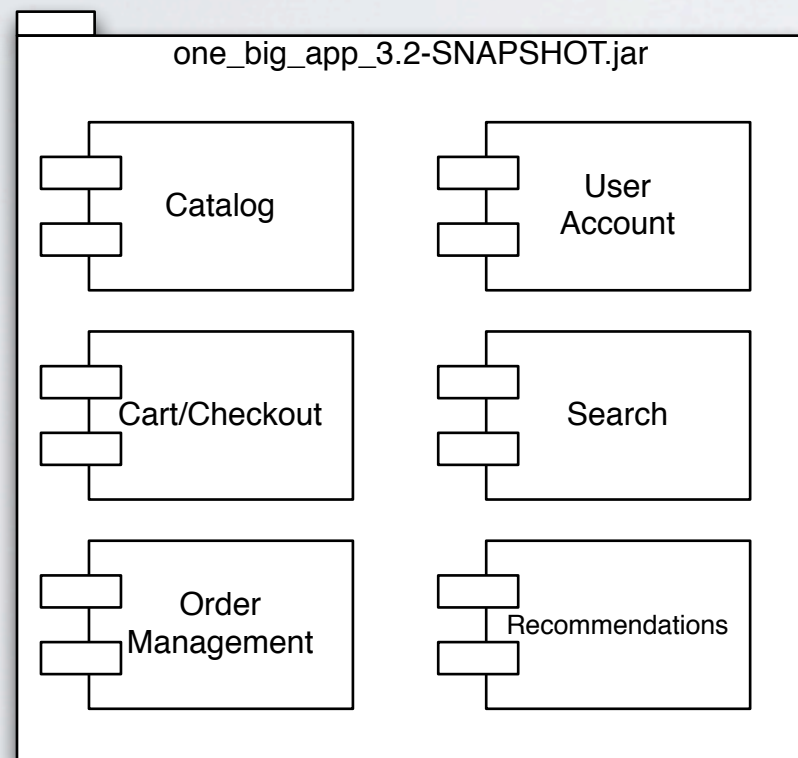 one_big_app_3.2-SNAPSHOT.jar
Catalog
User
Account
Cart/Checkout
Search
Order
Management
Recommendations